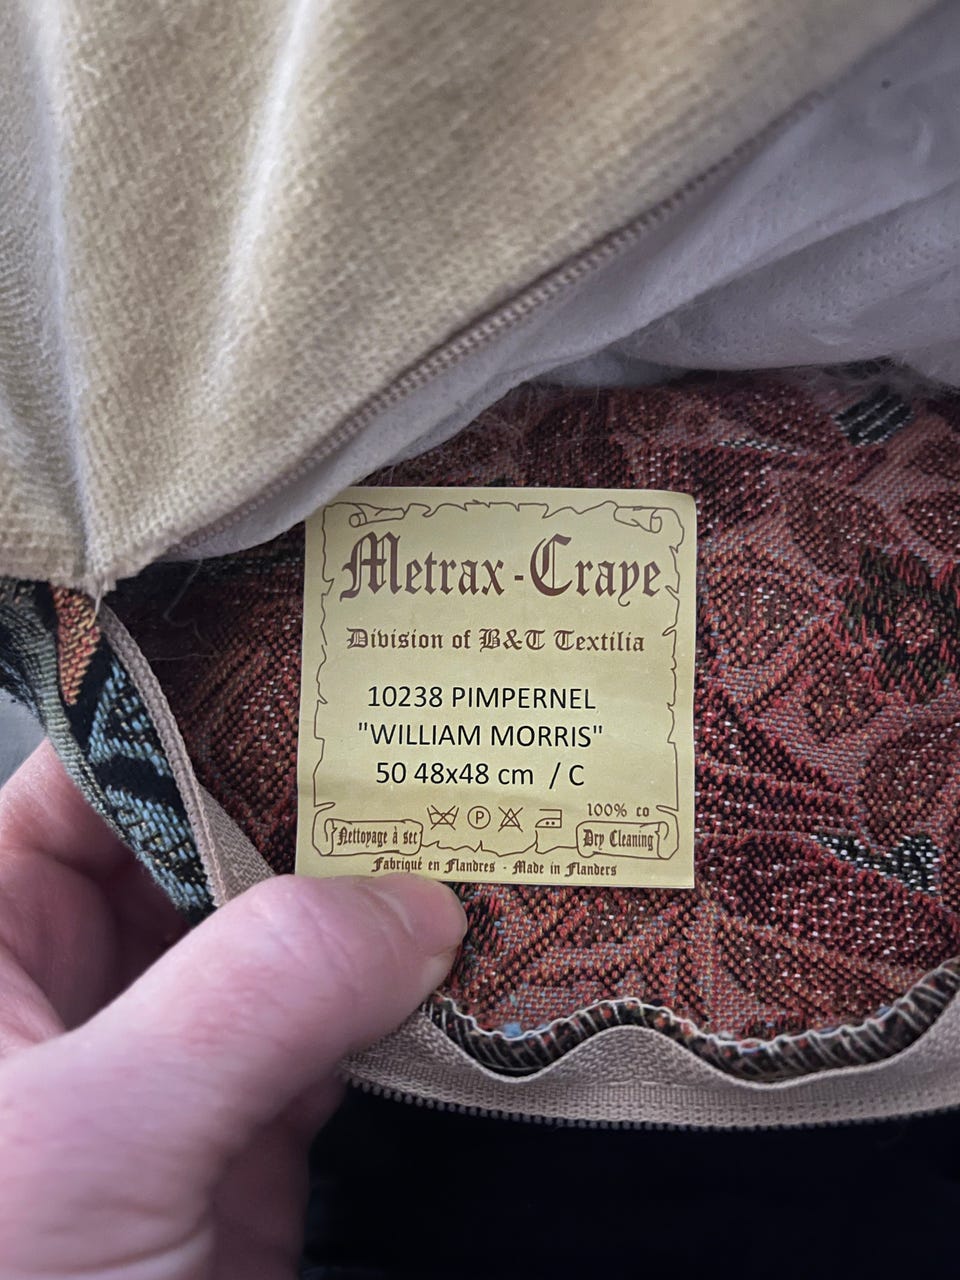 Metrax-Craye
Division of B&T Textilia
10238 PIMPERNEL
"WILLIAM MORRIS"
50 48x48 cm / C
P
100% co
Nettoyage à sec
Dry Cleaning
Fabriqué en Flandres - Made in Flanders